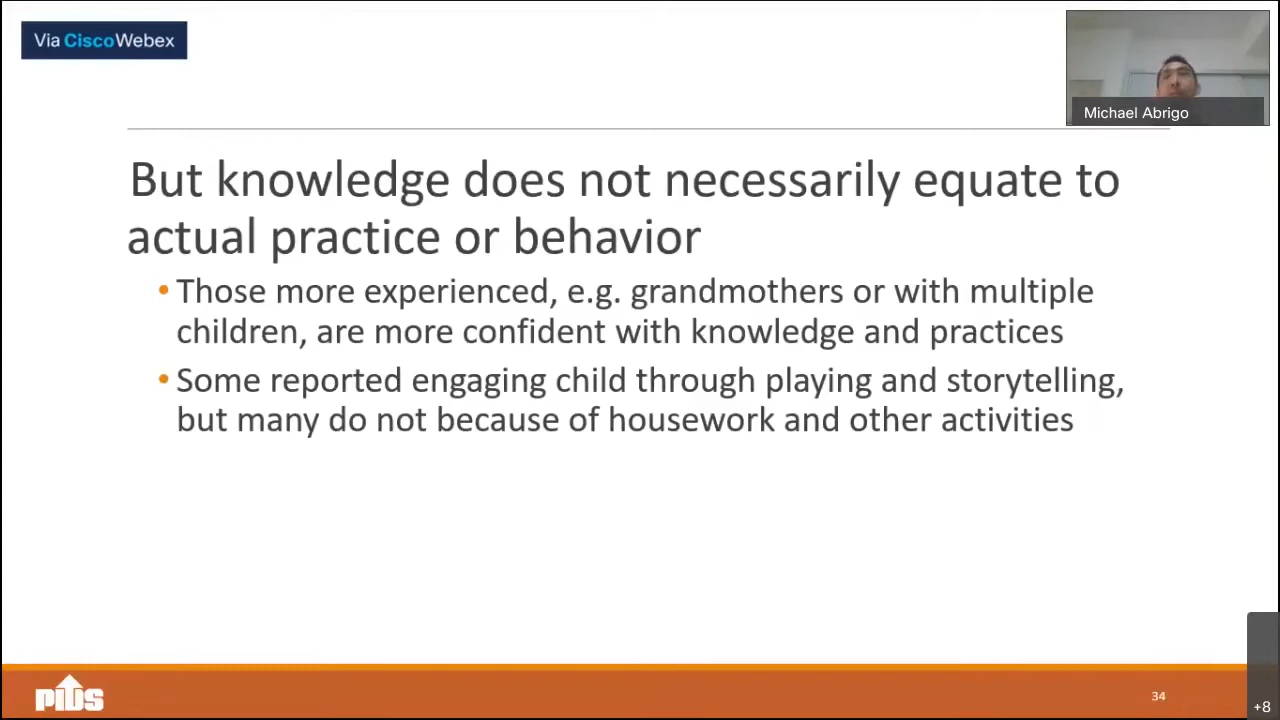 Via CiscoWebex
Michael Abrigo
But knowledge does not necessarily equate to
actual practice or behavior
• Those more experienced, e.g. grandmothers or with multiple
children, are more confident with knowledge and practices
• Some reported engaging child through playing and storytelling,
but many do not because of housework and other activities
pids
34
+8